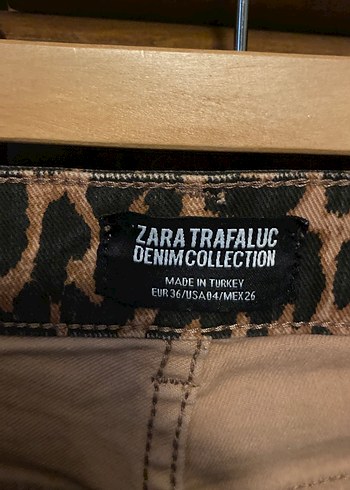 ZARA TRAFALUC
DENIM COLLECTION
MADE IN TURKEY
EUR 36/USA 04/MEX 26